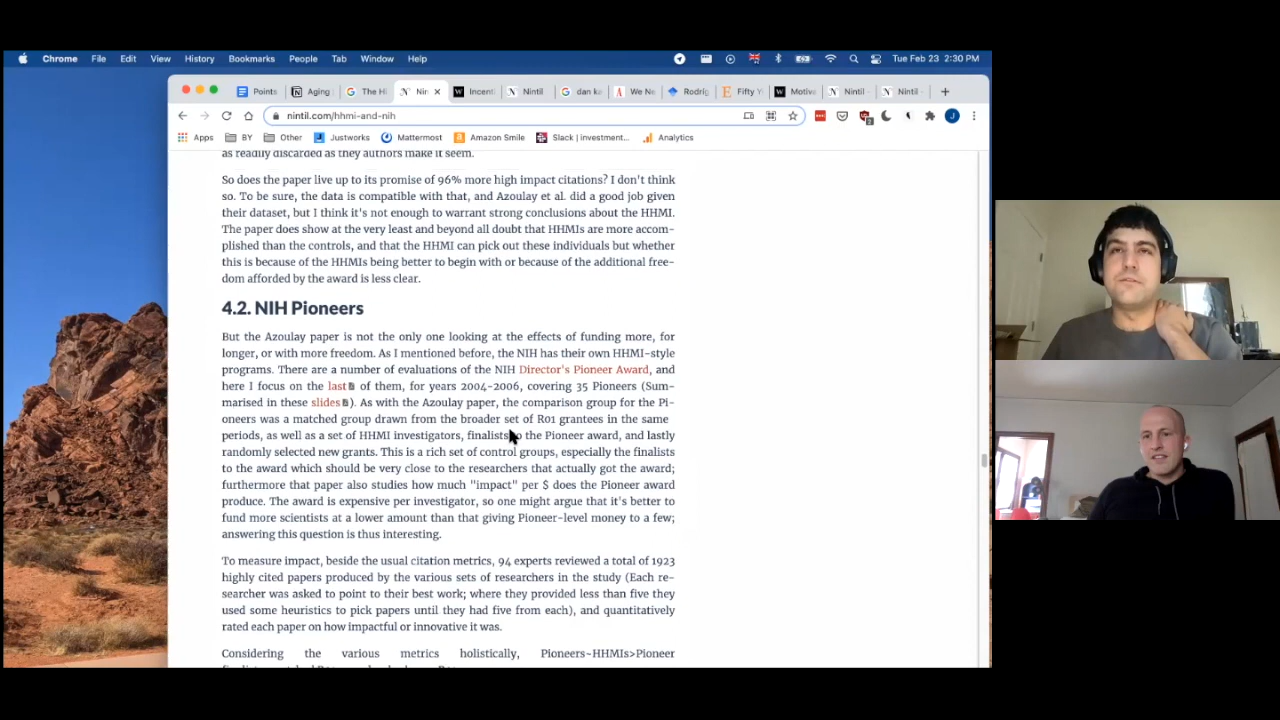 Chrome File Edit View History Bookmarks People Tab Window Help Tue Feb 23 2:30 PM
Points Aging The Hi Nin Incenti Nintil dan ka We Ne Rodrig Fifty Y Motiva Nintil - Nintil -
nintil.com/hhmi-and-nih
Apps BY Other Justworks Mattermost Amazon Smile Slack | investment... Analytics
as readily discarded as they authors make it seem.
So does the paper live up to its promise of 96% more high impact citations? I don't think
so. To be sure, the data is compatible with that, and Azoulay et al. did a good job given
their dataset, but I think it's not enough to warrant strong conclusions about the HHMI.
The paper does show at the very least and beyond all doubt that HHMIs are more accom-
plished than the controls, and that the HHMI can pick out these individuals but whether
this is because of the HHMIs being better to begin with or because of the additional free-
dom afforded by the award is less clear.
4.2. NIH Pioneers
But the Azoulay paper is not the only one looking at the effects of funding more, for
longer, or with more freedom. As I mentioned before, the NIH has their own HHMI-style
programs. There are a number of evaluations of the NIH Director's Pioneer Award, and
here I focus on the last of them, for years 2004-2006, covering 35 Pioneers (Sum-
marised in these slides). As with the Azoulay paper, the comparison group for the Pi-
oneers was a matched group drawn from the broader set of R01 grantees in the same
periods, as well as a set of HHMI investigators, finalists to the Pioneer award, and lastly
randomly selected new grants. This is a rich set of control groups, especially the finalists
to the award which should be very close to the researchers that actually got the award;
furthermore that paper also studies how much "impact" per $ does the Pioneer award
produce. The award is expensive per investigator, so one might argue that it's better to
fund more scientists at a lower amount than that giving Pioneer-level money to a few;
answering this question is thus interesting.
To measure impact, beside the usual citation metrics, 94 experts reviewed a total of 1923
highly cited papers produced by the various sets of researchers in the study (Each re-
searcher was asked to point to their best work; where they provided less than five they
used some heuristics to pick papers until they had five from each), and quantitatively
rated each paper on how impactful or innovative it was.
Considering the various metrics holistically, Pioneers~HHMIs>Pioneer